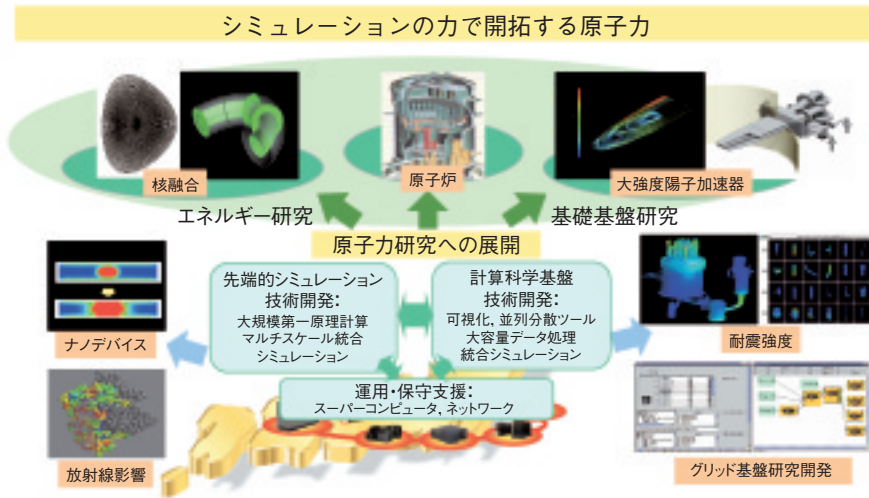 シミュレーションの力で開拓する原子力
核融合
原子炉
大強度陽子加速器
エネルギー研究
基礎基盤研究
原子力研究への展開
先端的シミュレーション
技術開発：
大規模第一原理計算
マルチスケール統合
シミュレーション
計算科学基盤
技術開発：
可視化, 並列分散ツール
大容量データ処理
統合シミュレーション
ナノデバイス
耐震強度
運用・保守支援：
スーパーコンピュータ, ネットワーク
放射線影響
グリッド基盤研究開発